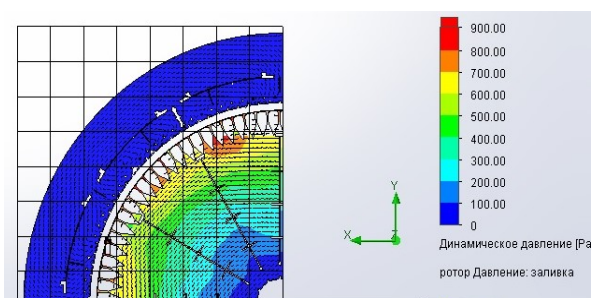 900.00
800.00
700.00
600.00
500.00
400.00
300.00
200.00
100.00
0
Динамическое давление [Pa
ротор Давление: заливка
Y
X
Z